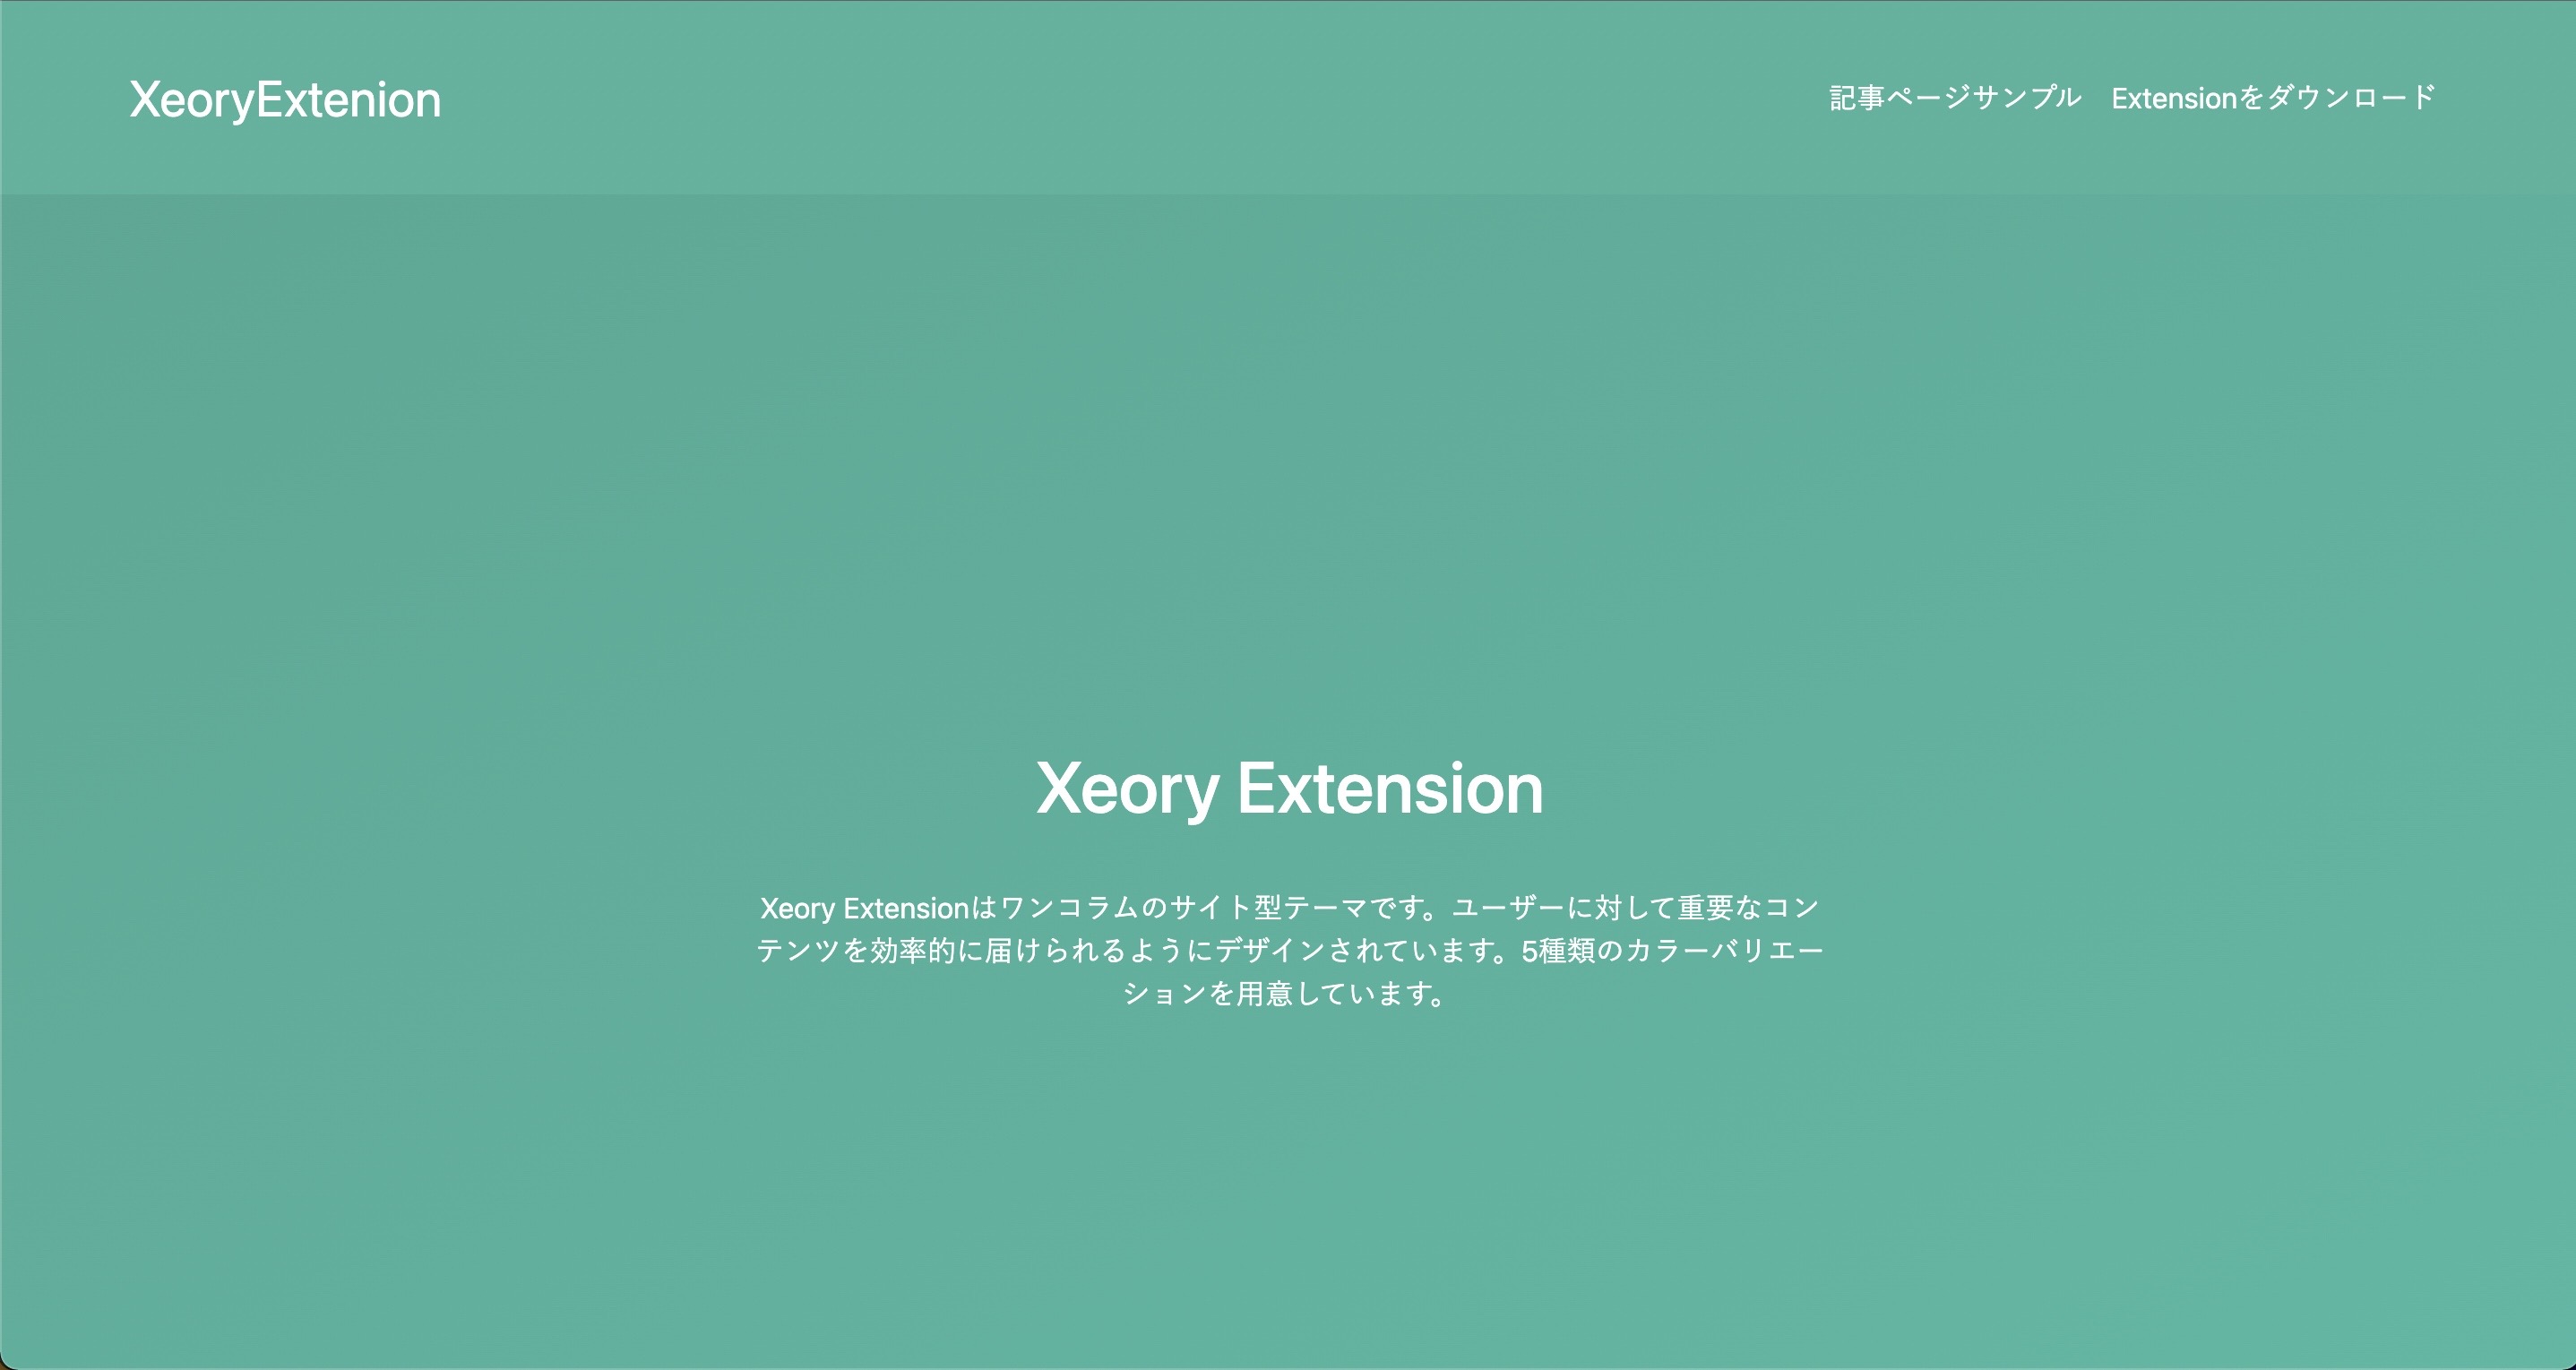 XeoryExtenion
記事ページサンプル Extensionをダウンロード
Xeory Extension
Xeory Extensionはワンコラムのサイト型テーマです。ユーザーに対して重要なコン
テンツを効率的に届けられるようにデザインされています。5種類のカラーバリエー
ションを用意しています。